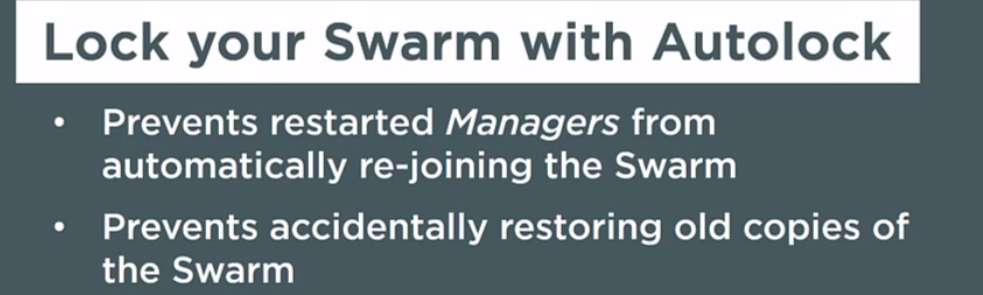 Lock your Swarm with Autolock
• Prevents restarted Managers from
automatically re-joining the Swarm
• Prevents accidentally restoring old copies of
the Swarm